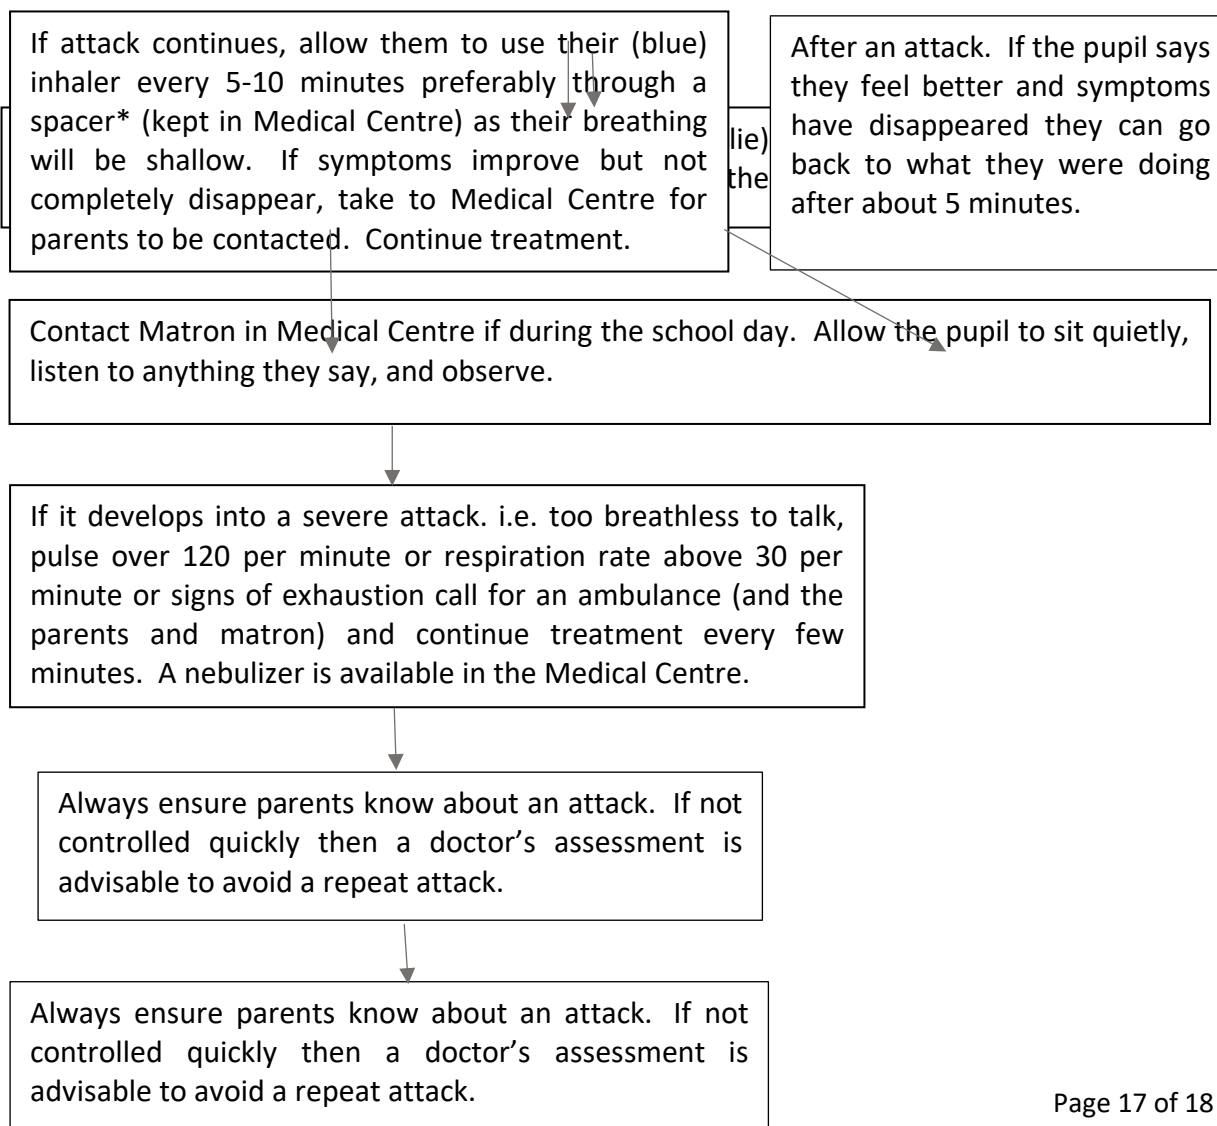 If attack continues, allow them to use their (blue)
inhaler every 5-10 minutes preferably through a
spacer* (kept in Medical Centre) as their breathing
will be shallow. If symptoms improve but not
completely disappear, take to Medical Centre for
parents to be contacted. Continue treatment.
lie)
the
After an attack. If the pupil says
they feel better and symptoms
have disappeared they can go
back to what they were doing
after about 5 minutes.
Contact Matron in Medical Centre if during the school day. Allow the pupil to sit quietly,
listen to anything they say, and observe.
If it develops into a severe attack. i.e. too breathless to talk,
pulse over 120 per minute or respiration rate above 30 per
minute or signs of exhaustion call for an ambulance (and the
parents and matron) and continue treatment every few
minutes. A nebulizer is available in the Medical Centre.
Always ensure parents know about an attack. If not
controlled quickly then a doctor’s assessment is
advisable to avoid a repeat attack.
Always ensure parents know about an attack. If not
controlled quickly then a doctor’s assessment is
advisable to avoid a repeat attack.
Page 17 of 18